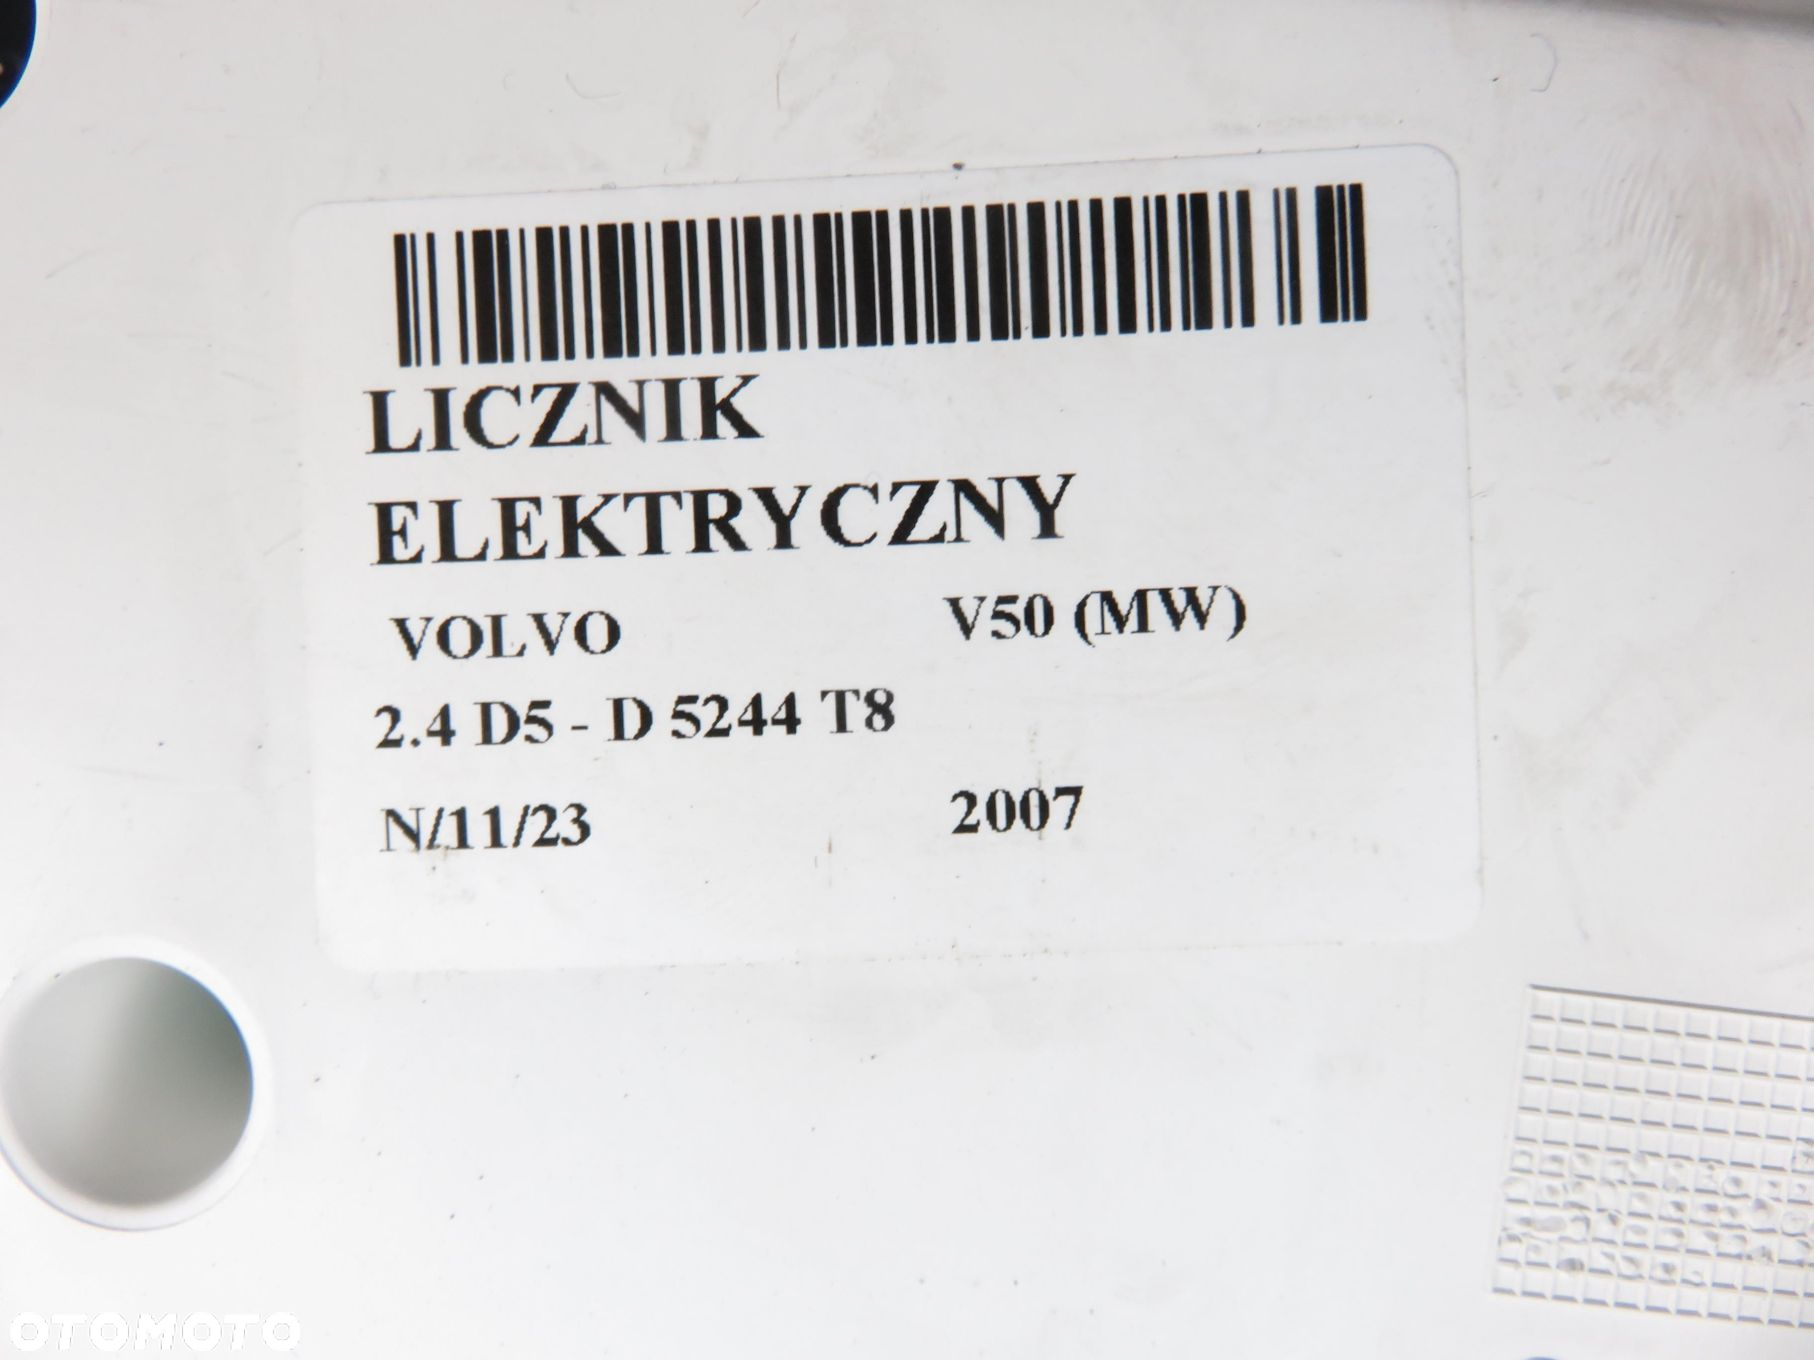 LICZNIK
ELEKTRYCZNY
VOLVO V50 (MW)
2.4 D5 - D 5244 T8
N/11/23 2007
OTOMOTO